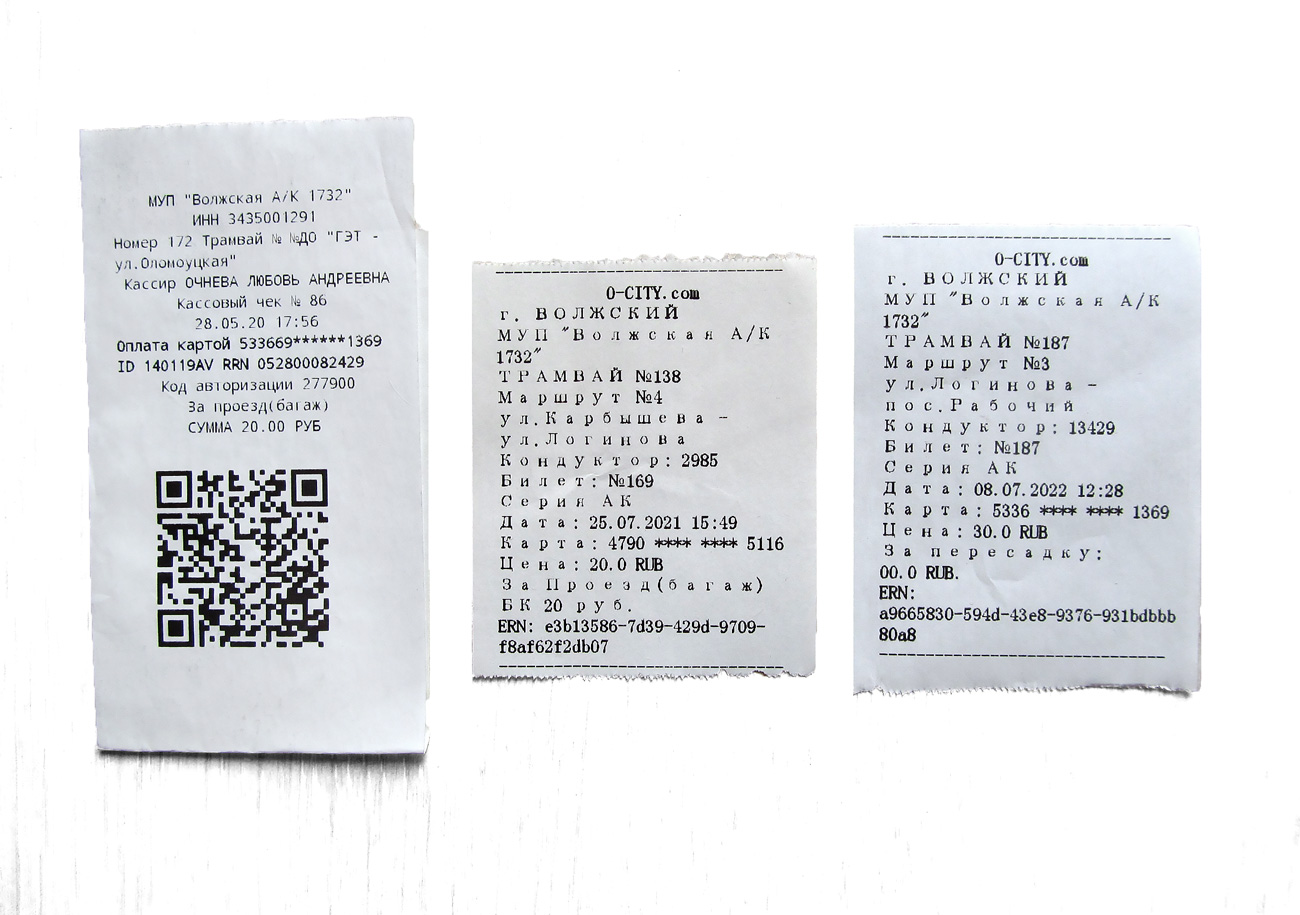 МУП "Волжская А/К 1732"
ИНН 3435001291
Номер 172 Трамвай № №ДО "ГЭТ -
ул.Оломоуцкая"
Кассир ОЧНЕВА ЛЮБОВЬ АНДРЕЕВНА
Кассовый чек № 86
28.05.20 17:56
Оплата картой 533669******1369
ID 140119AV RRN 052800082429
Код авторизации 277900
За проезд(багаж)
СУММА 20.00 РУБ
O-CITY.com
г. ВОЛЖСКИЙ
МУП "Волжская А/К
1732"
ТРАМВАЙ №138
Маршрут №4
ул.Карбышева -
ул.Логинова
Кондуктор: 2985
Билет: №169
Серия АК
Дата: 25.07.2021 15:49
Карта: 4790 **** **** 5116
Цена: 20.0 RUB
За Проезд(багаж)
БК 20 руб.
ERN: e3b13586-7d39-429d-9709-
f8af62f2db07
O-CITY.com
г. ВОЛЖСКИЙ
МУП "Волжская А/К
1732"
ТРАМВАЙ №187
Маршрут №3
ул.Логинова -
пос.Рабочий
Кондуктор: 13429
Билет: №187
Серия АК
Дата: 08.07.2022 12:28
Карта: 5336 **** **** 1369
Цена: 30.0 RUB
За пересадку:
00.0 RUB.
ERN:
a9665830-594d-43e8-9376-931bdbbb
80a8